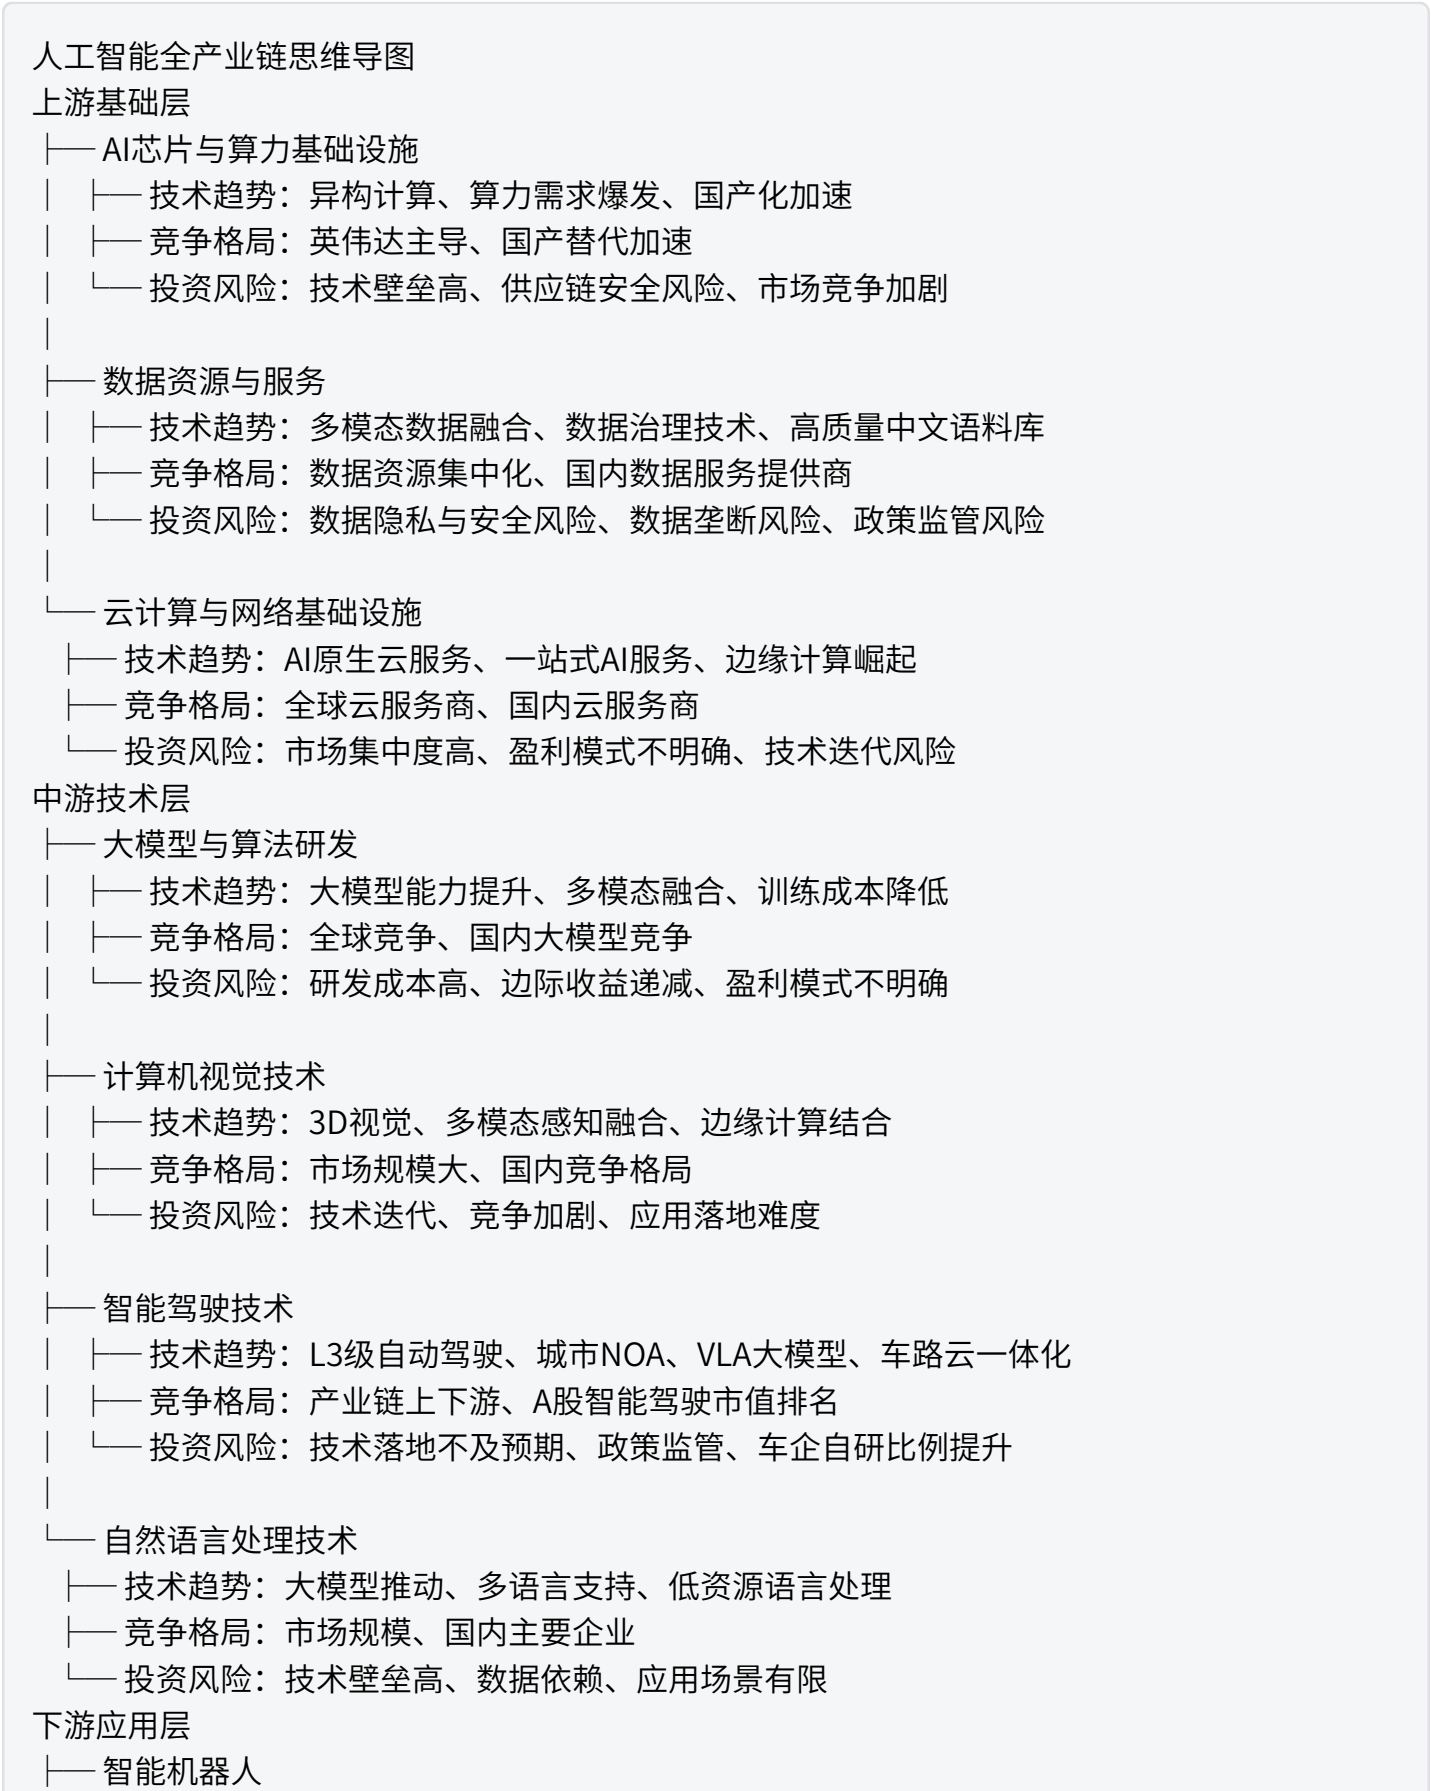 人工智能全产业链思维导图
上游基础层
├── AI芯片与算力基础设施
│   ├── 技术趋势：异构计算、算力需求爆发、国产化加速
│   ├── 竞争格局：英伟达主导、国产替代加速
│   └── 投资风险：技术壁垒高、供应链安全风险、市场竞争加剧
│
├── 数据资源与服务
│   ├── 技术趋势：多模态数据融合、数据治理技术、高质量中文语料库
│   ├── 竞争格局：数据资源集中化、国内数据服务提供商
│   └── 投资风险：数据隐私与安全风险、数据垄断风险、政策监管风险
│
└── 云计算与网络基础设施
    ├── 技术趋势：AI原生云服务、一站式AI服务、边缘计算崛起
    ├── 竞争格局：全球云服务商、国内云服务商
    └── 投资风险：市场集中度高、盈利模式不明确、技术迭代风险
中游技术层
├── 大模型与算法研发
│   ├── 技术趋势：大模型能力提升、多模态融合、训练成本降低
│   ├── 竞争格局：全球竞争、国内大模型竞争
│   └── 投资风险：研发成本高、边际收益递减、盈利模式不明确
│
├── 计算机视觉技术
│   ├── 技术趋势：3D视觉、多模态感知融合、边缘计算结合
│   ├── 竞争格局：市场规模大、国内竞争格局
│   └── 投资风险：技术迭代、竞争加剧、应用落地难度
│
├── 智能驾驶技术
│   ├── 技术趋势：L3级自动驾驶、城市NOA、VLA大模型、车路云一体化
│   ├── 竞争格局：产业链上下游、A股智能驾驶市值排名
│   └── 投资风险：技术落地不及预期、政策监管、车企自研比例提升
│
└── 自然语言处理技术
    ├── 技术趋势：大模型推动、多语言支持、低资源语言处理
    ├── 竞争格局：市场规模、国内主要企业
    └── 投资风险：技术壁垒高、数据依赖、应用场景有限
下游应用层
├── 智能机器人